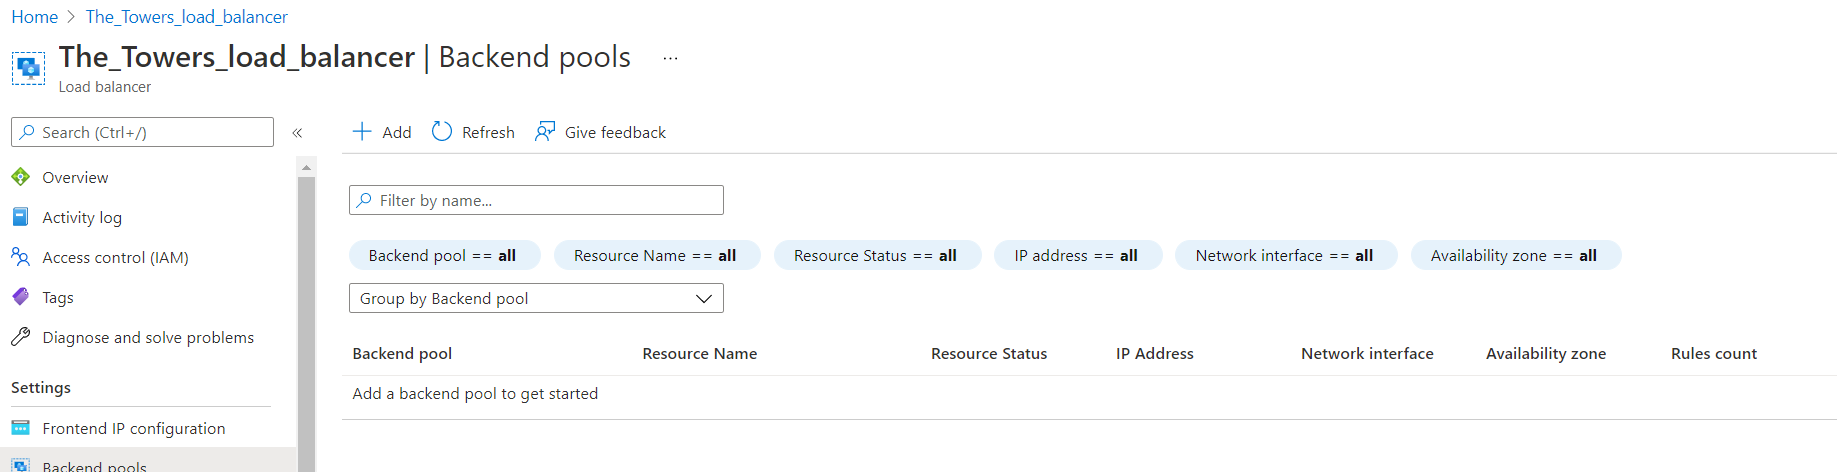 Home > The_Towers_load_balancer
The_Towers_load_balancer | Backend pools ...
Load balancer
Search (Ctrl+/) «
Overview
Activity log
Access control (IAM)
Tags
Diagnose and solve problems
Settings
Frontend IP configuration
Backend pools
+ Add Refresh Give feedback
Filter by name...
Backend pool == all Resource Name == all Resource Status == all IP address == all Network interface == all Availability zone == all
Group by Backend pool
Backend pool Resource Name Resource Status IP Address Network interface Availability zone Rules count
Add a backend pool to get started